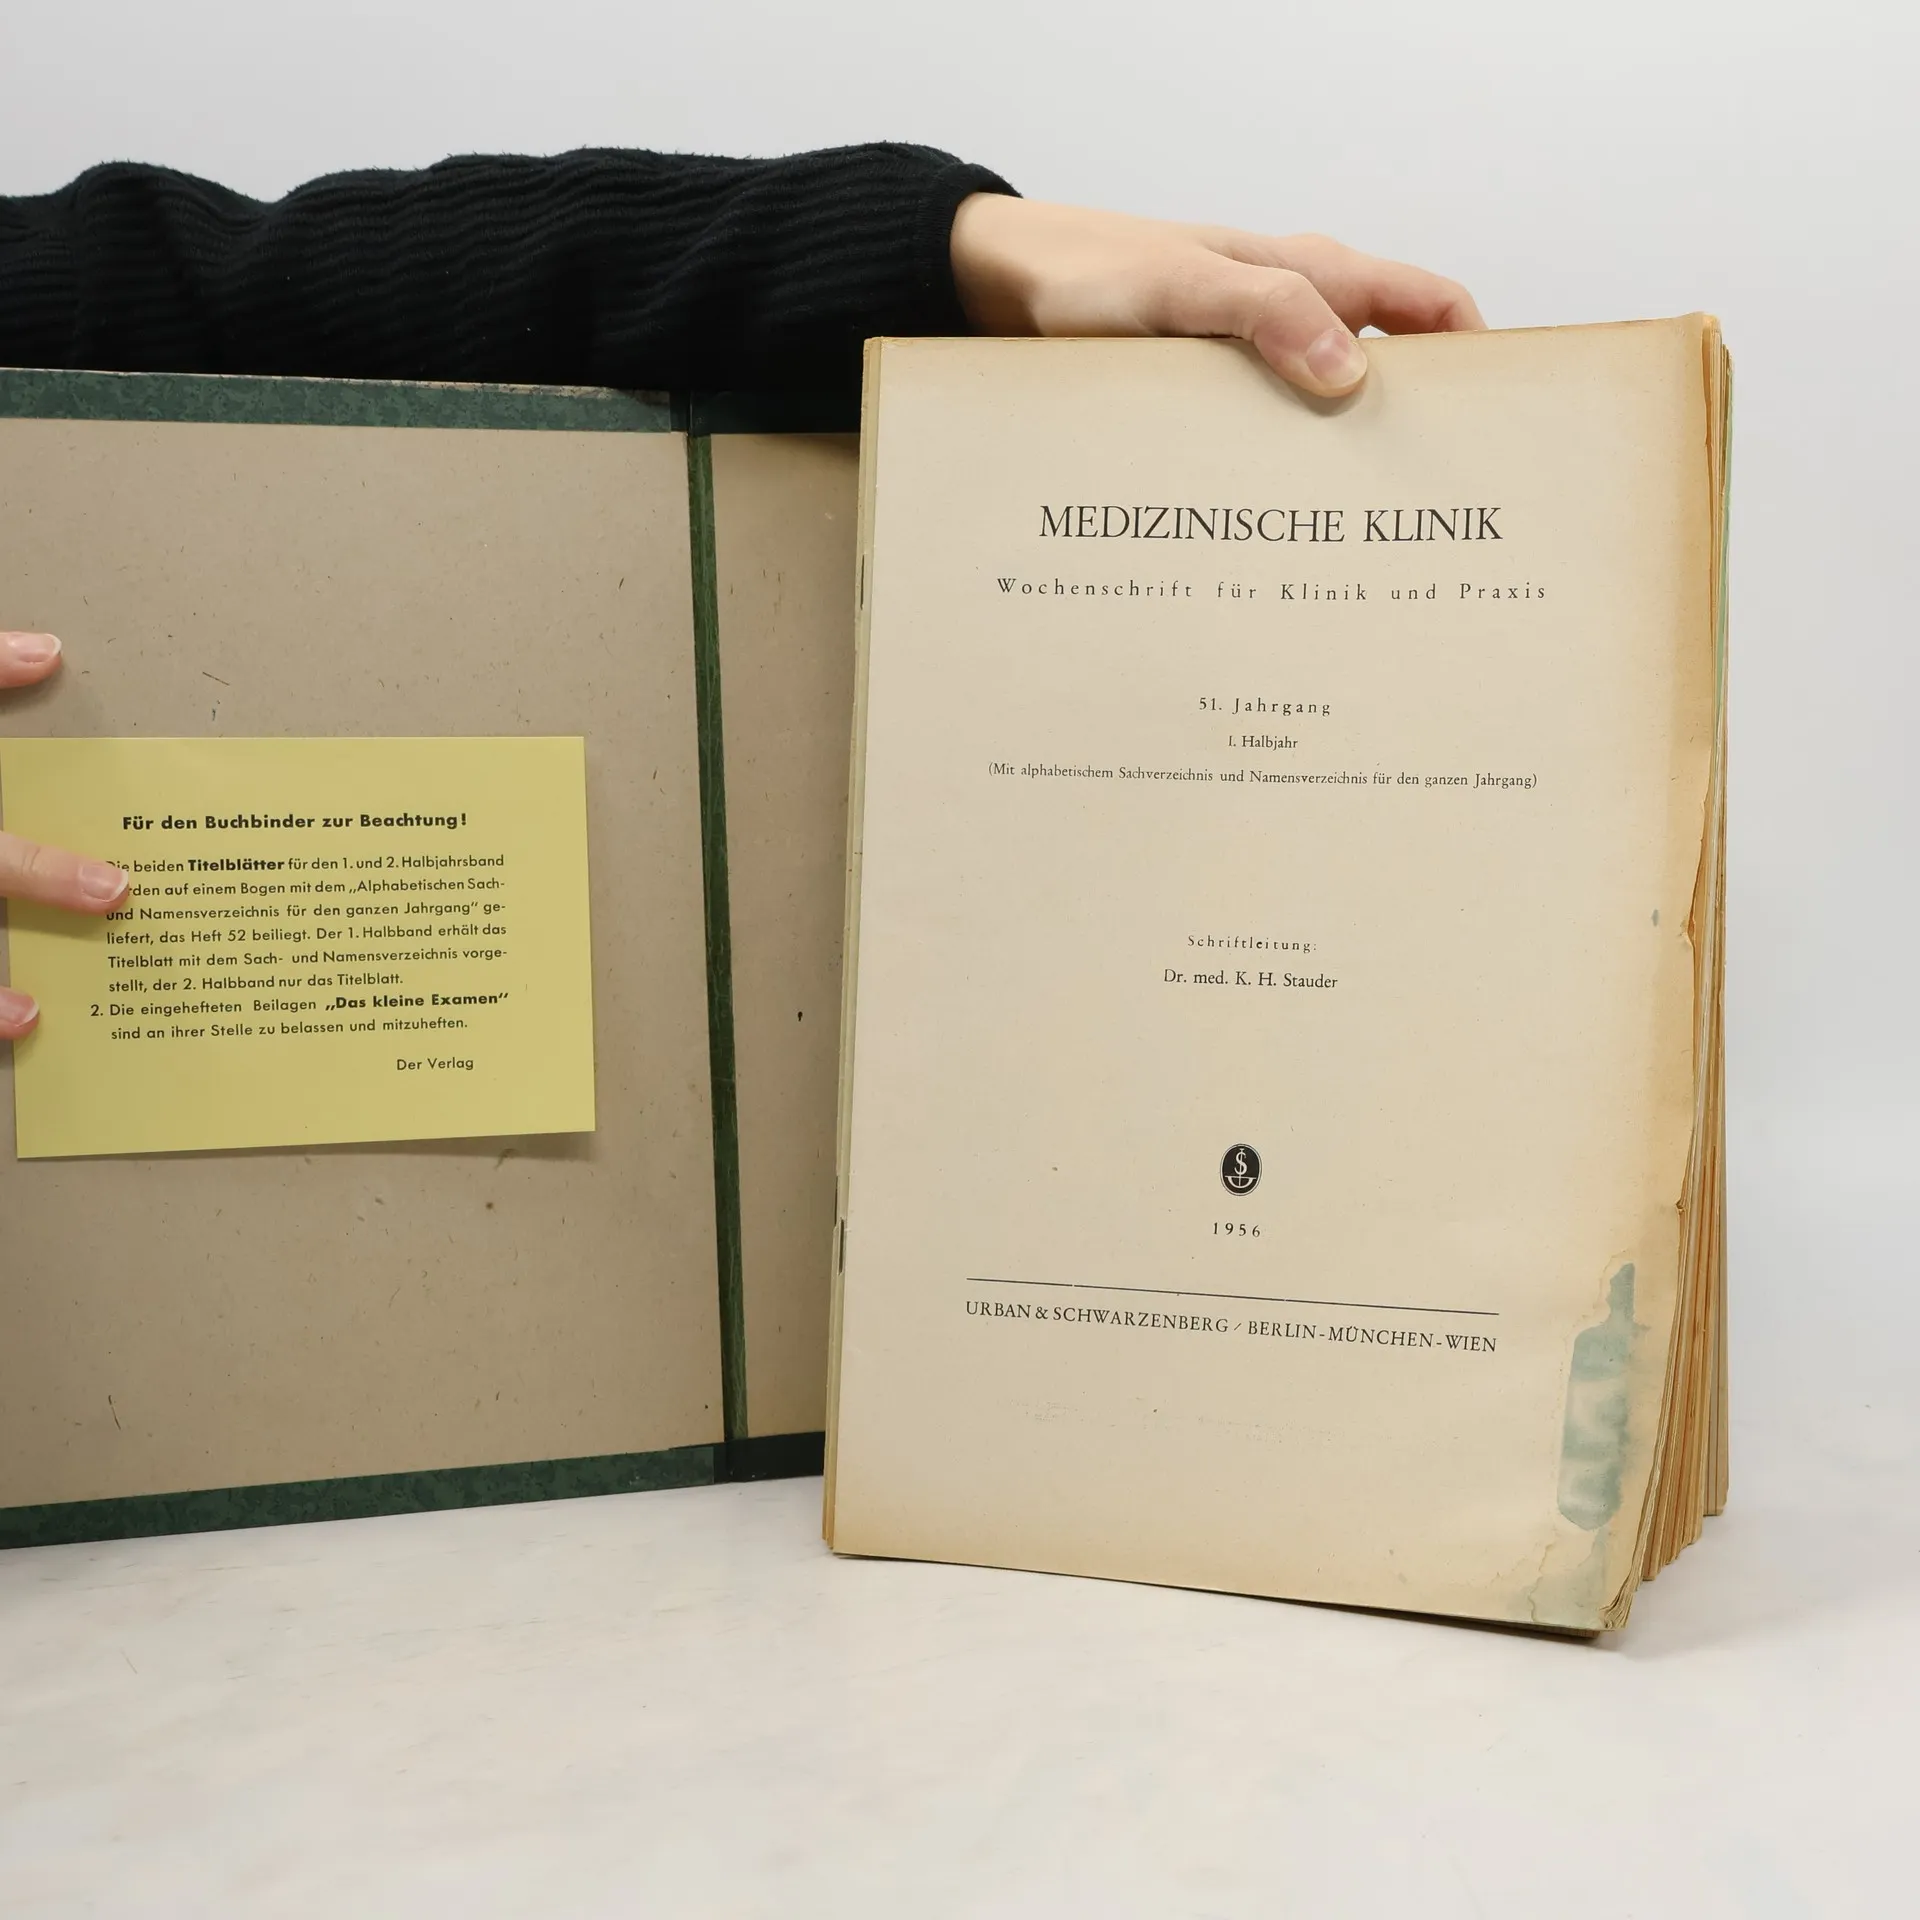 Für den Buchbinder zur Beachtung!
beiden Titelblätter für den 1. und 2. Halbjahrsband
auf einem Bogen mit dem „Alphabetischen Sach-
und Namensverzeichnis für den ganzen Jahrgang“ ge-
liefert, das Heft 52 beiliegt. Der 1. Halbband erhält das
Titelblatt mit dem Sach- und Namensverzeichnis vorge-
stellt, der 2. Halbband nur das Titelblatt.
2. Die eingehefteten Beilagen „Das kleine Examen“
sind an ihrer Stelle zu belassen und mitzuheften.
Der Verlag
MEDIZINISCHE KLINIK
Wochenschrift für Klinik und Praxis
51. Jahrgang
I. Halbjahr
(Mit alphabetischem Sachverzeichnis und Namensverzeichnis für den ganzen Jahrgang)
Schriftleitung:
Dr. med. K. H. Stauder
1956
URBAN & SCHWARZENBERG / BERLIN-MÜNCHEN-WIEN